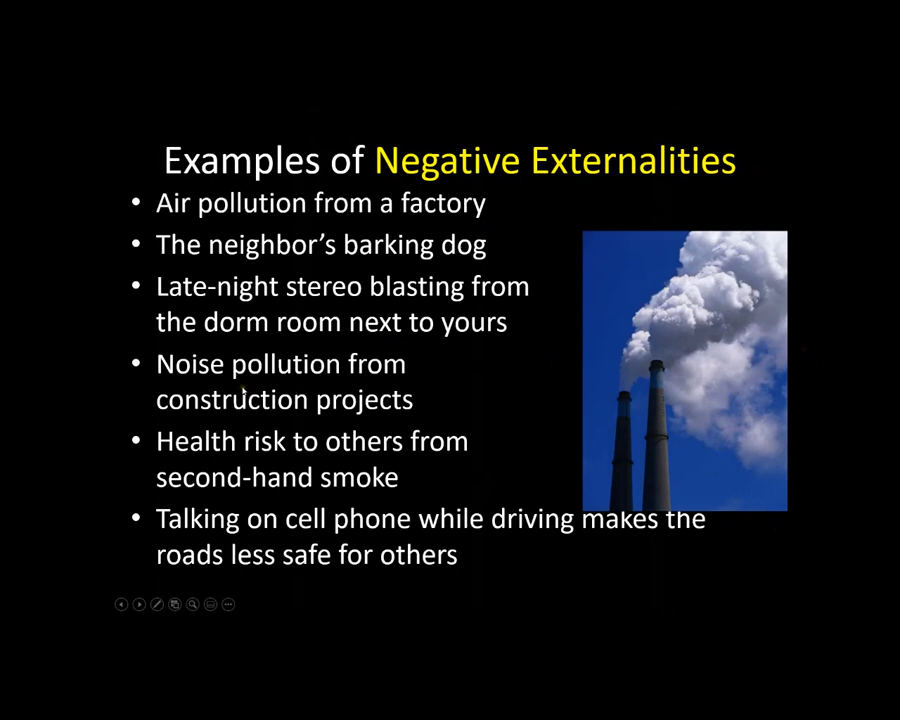 Examples of Negative Externalities
• Air pollution from a factory
• The neighbor’s barking dog
• Late-night stereo blasting from
the dorm room next to yours
• Noise pollution from
construction projects
• Health risk to others from
second-hand smoke
• Talking on cell phone while driving makes the
roads less safe for others